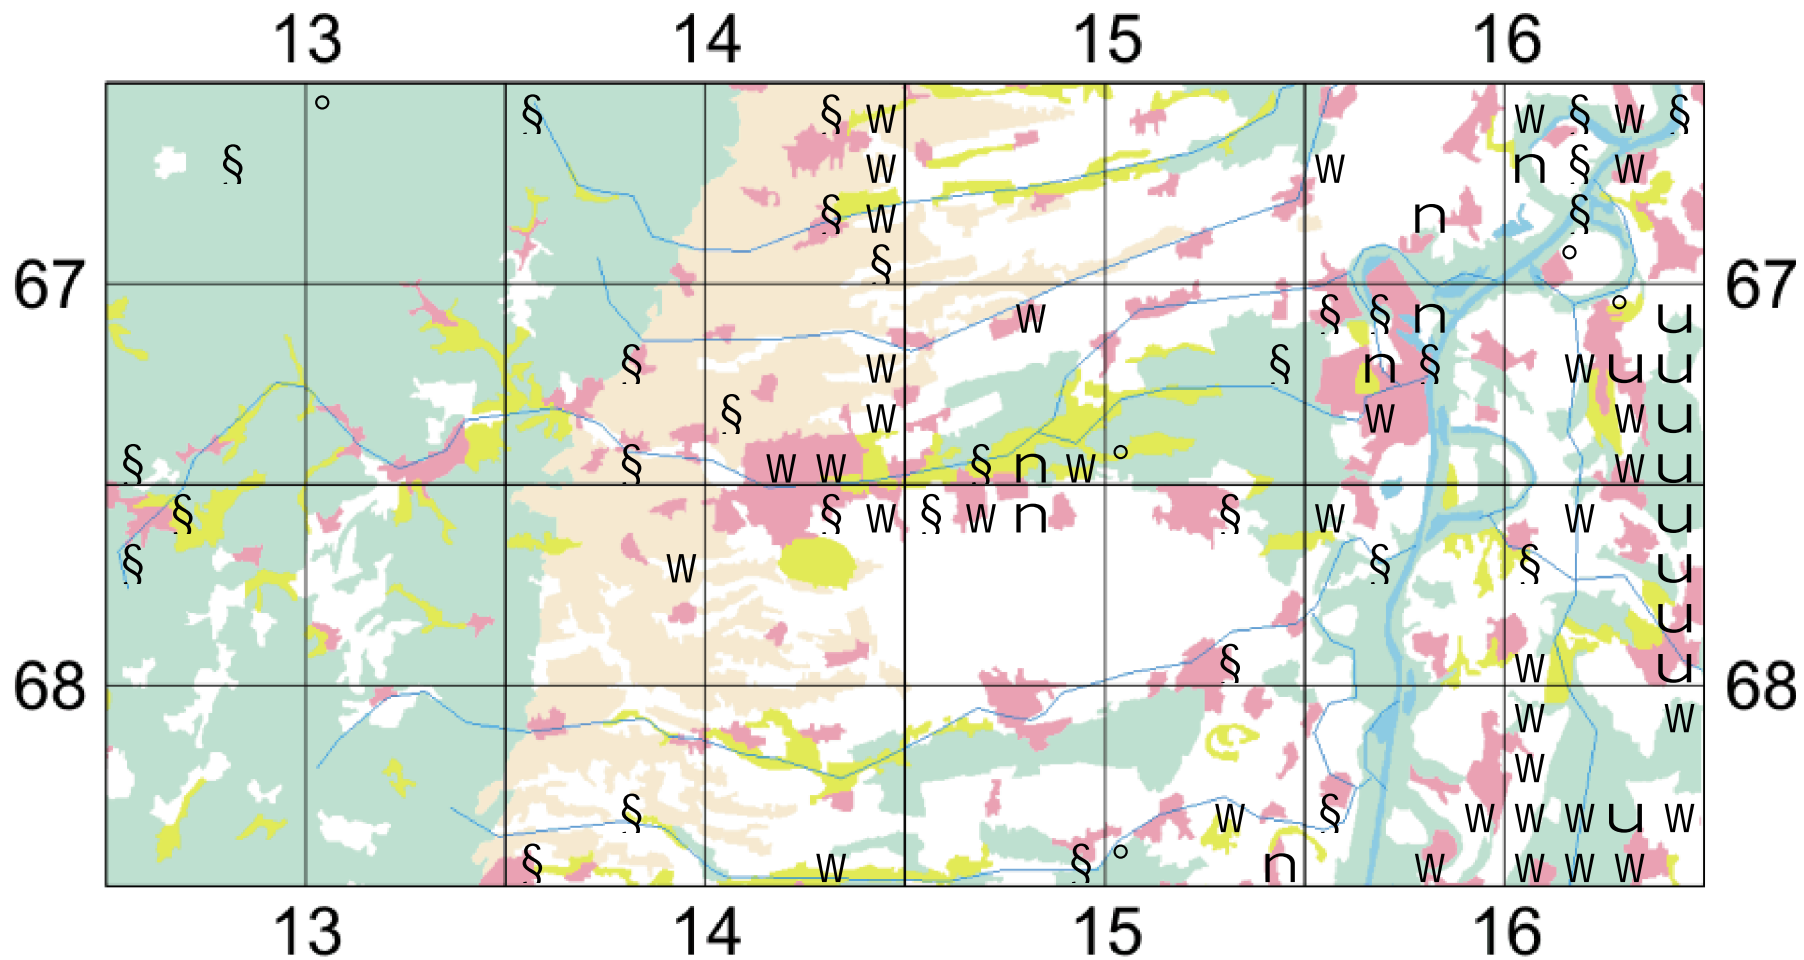 13 14 15 16
§ § W W § W §
§ W W n § W
§ W n §
§
67 67
W § § n u
§ W § n § W u u
§ W W W u
§ § W W § n W W u
§ § W § W n § W W u
§ W § § u
u
§ W u
68 68
W W
W
§ W § W W W u W
§ W § n W W W W
13 14 15 16